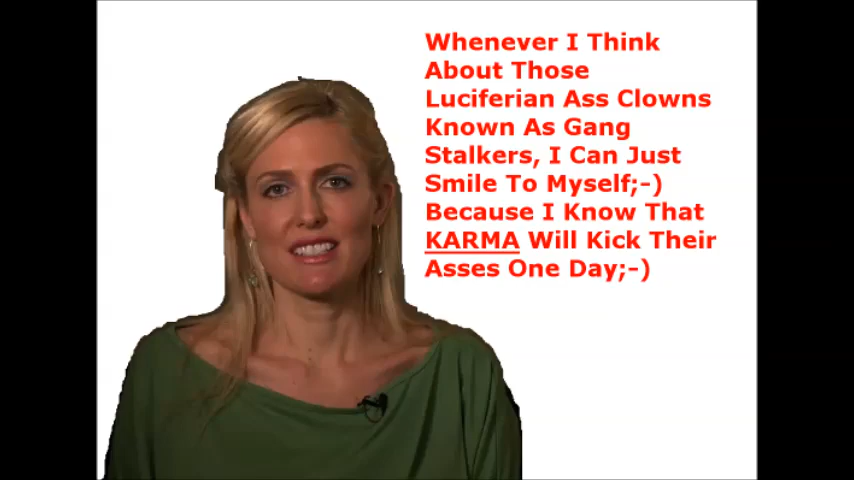 Whenever I Think
About Those
Luciferian Ass Clowns
Known As Gang
Stalkers, I Can Just
Smile To Myself;-)
Because I Know That
KARMA Will Kick Their
Asses One Day;-)